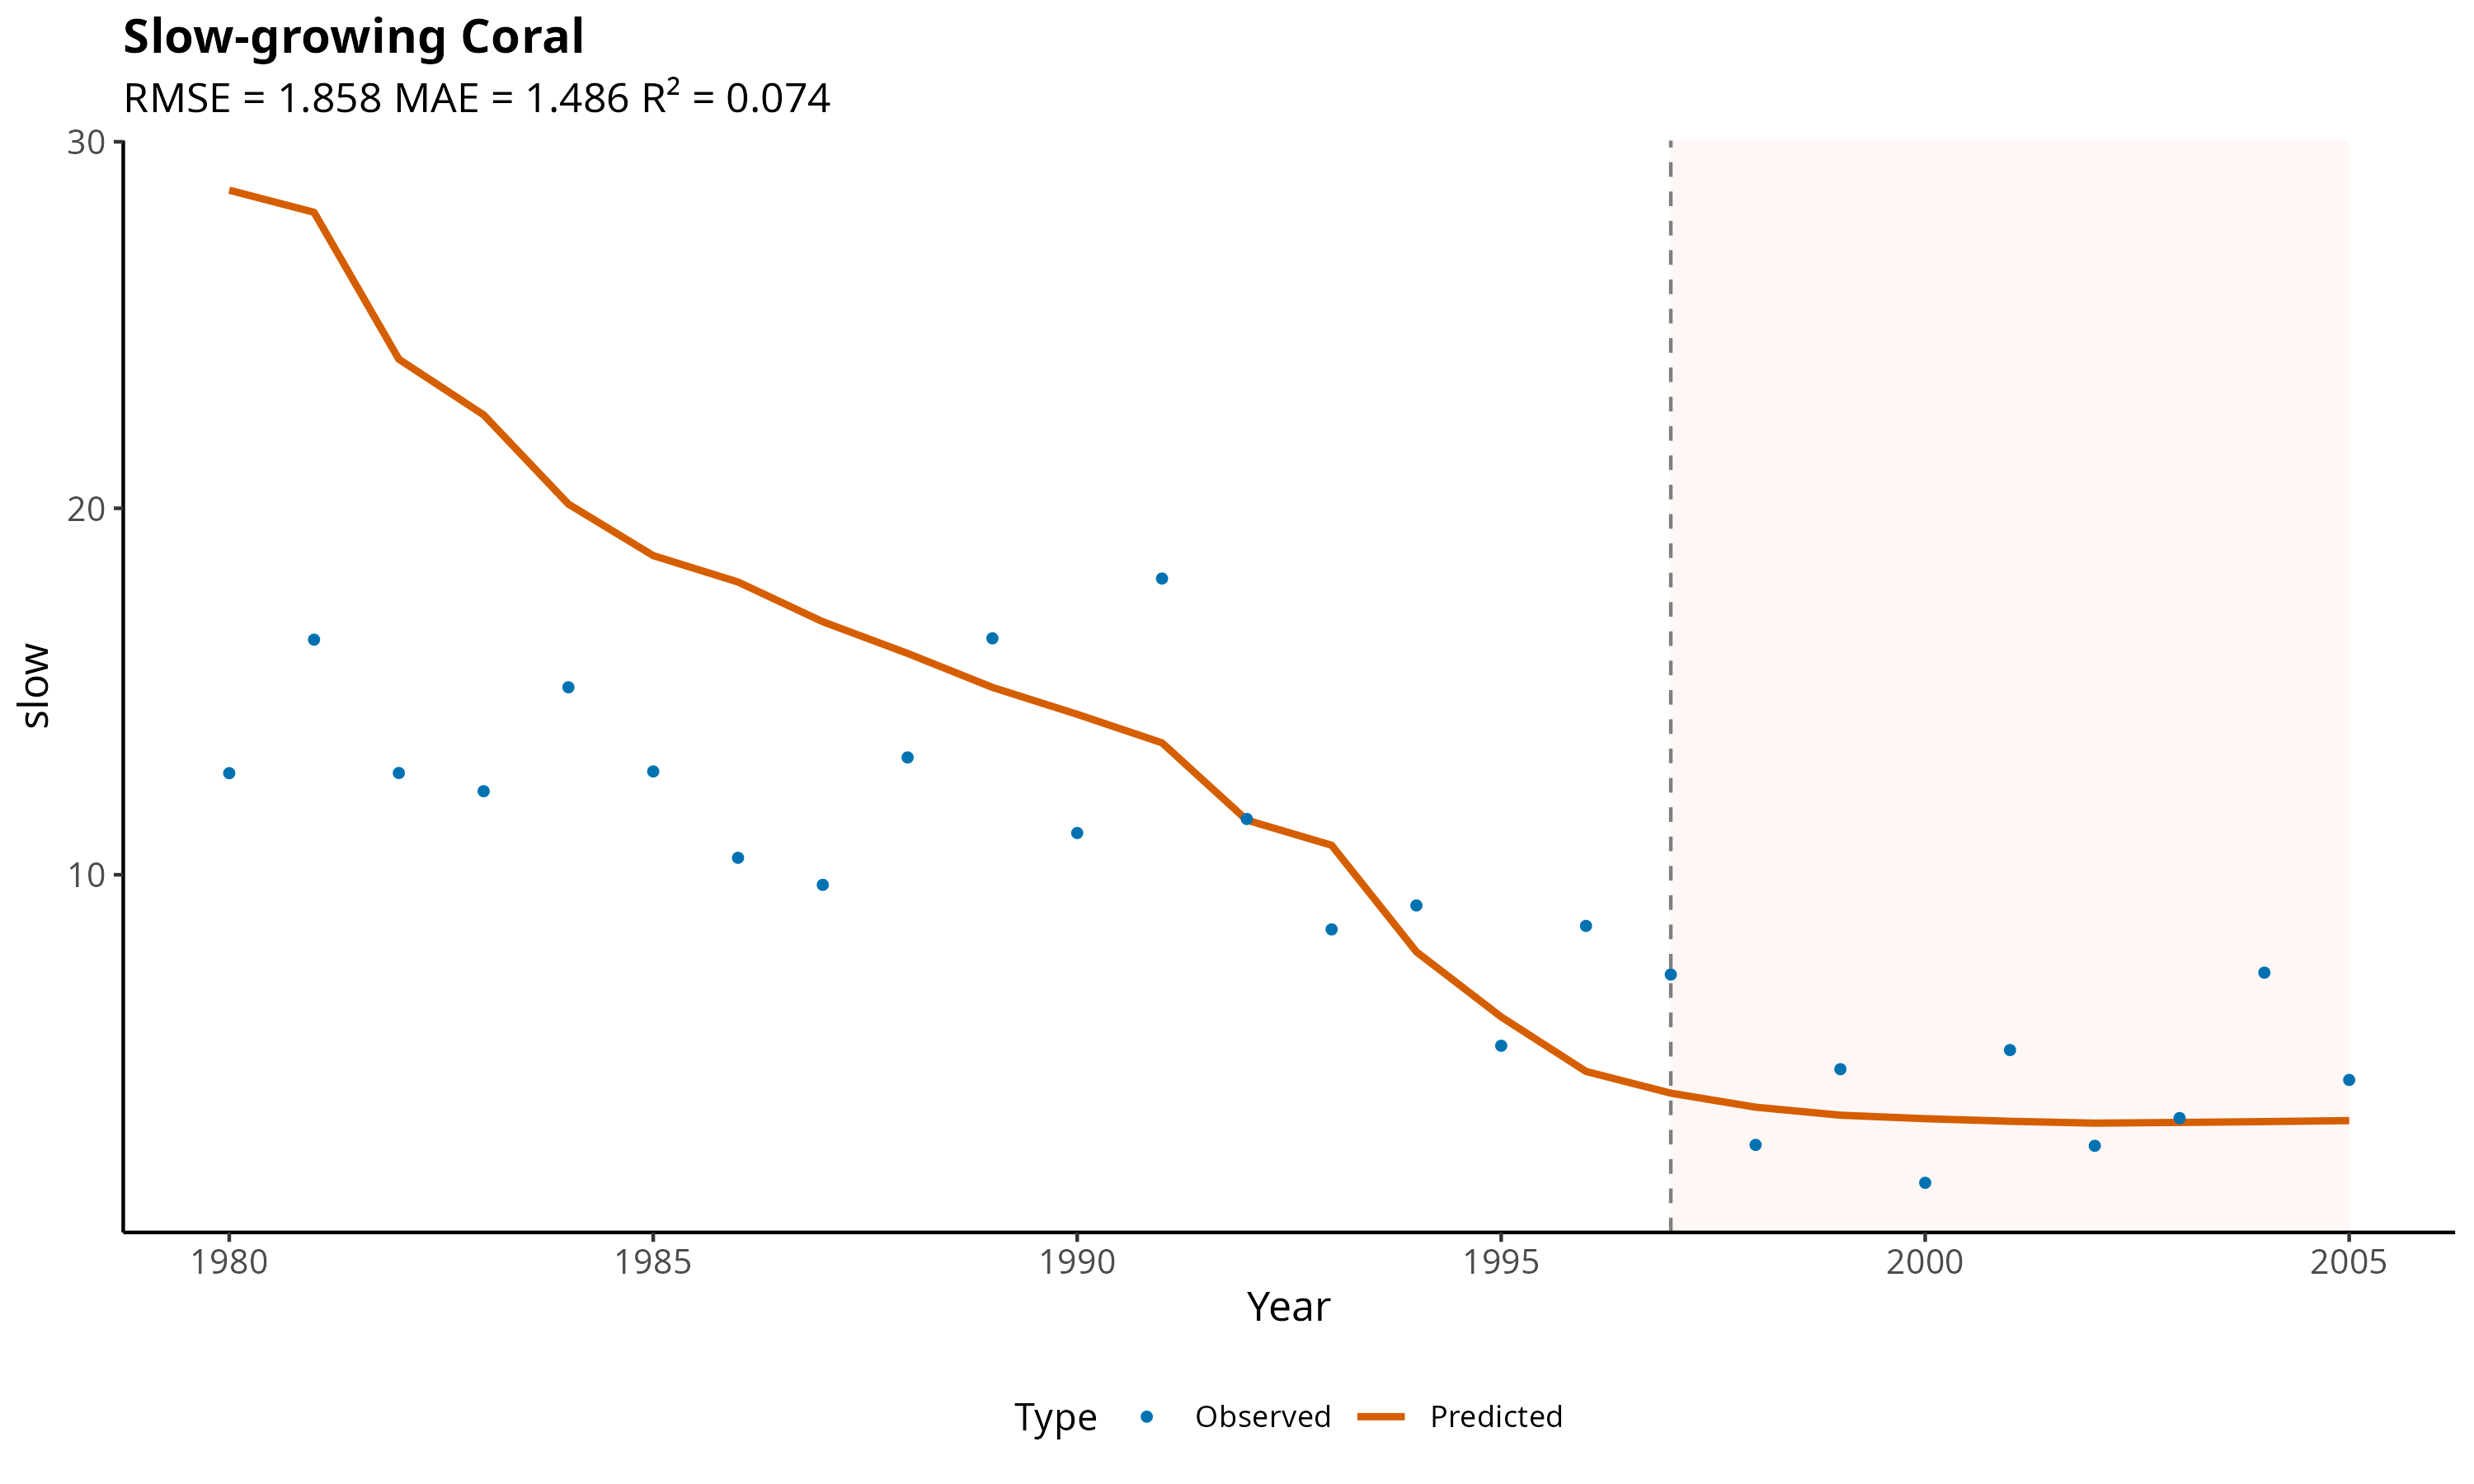 Slow-growing Coral
RMSE = 1.858 MAE = 1.486 R² = 0.074
30
20
10
slow
1980 1985 1990 1995 2000 2005
Year
Type Observed Predicted